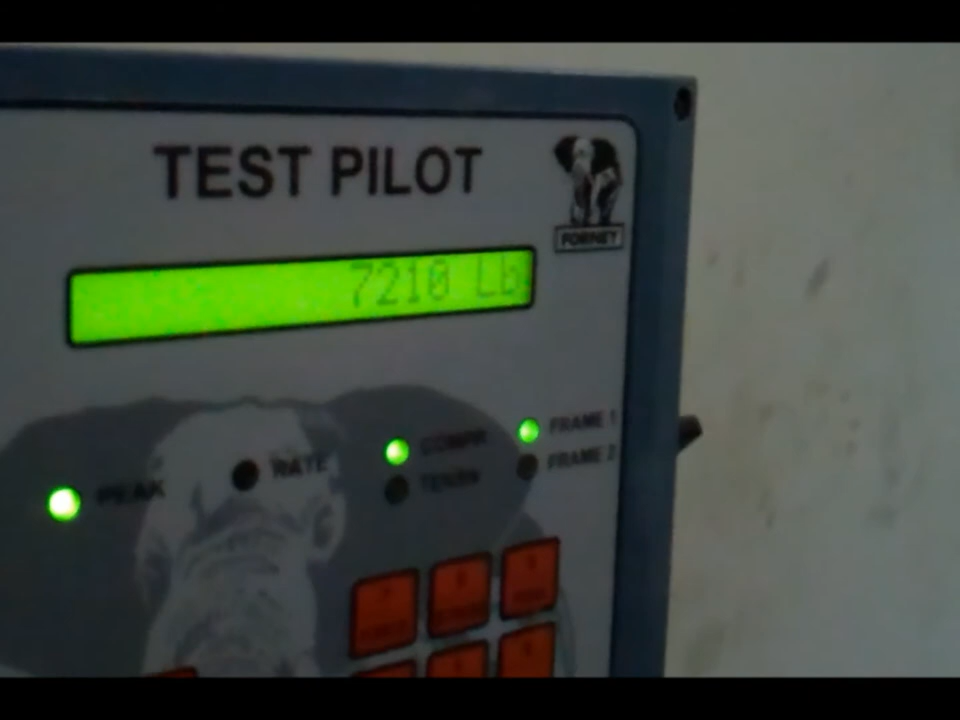 TEST PILOT
FORNEY
7210 Lb
PEAK
RATE
COMPR
TENSN
FRAME 1
FRAME 2